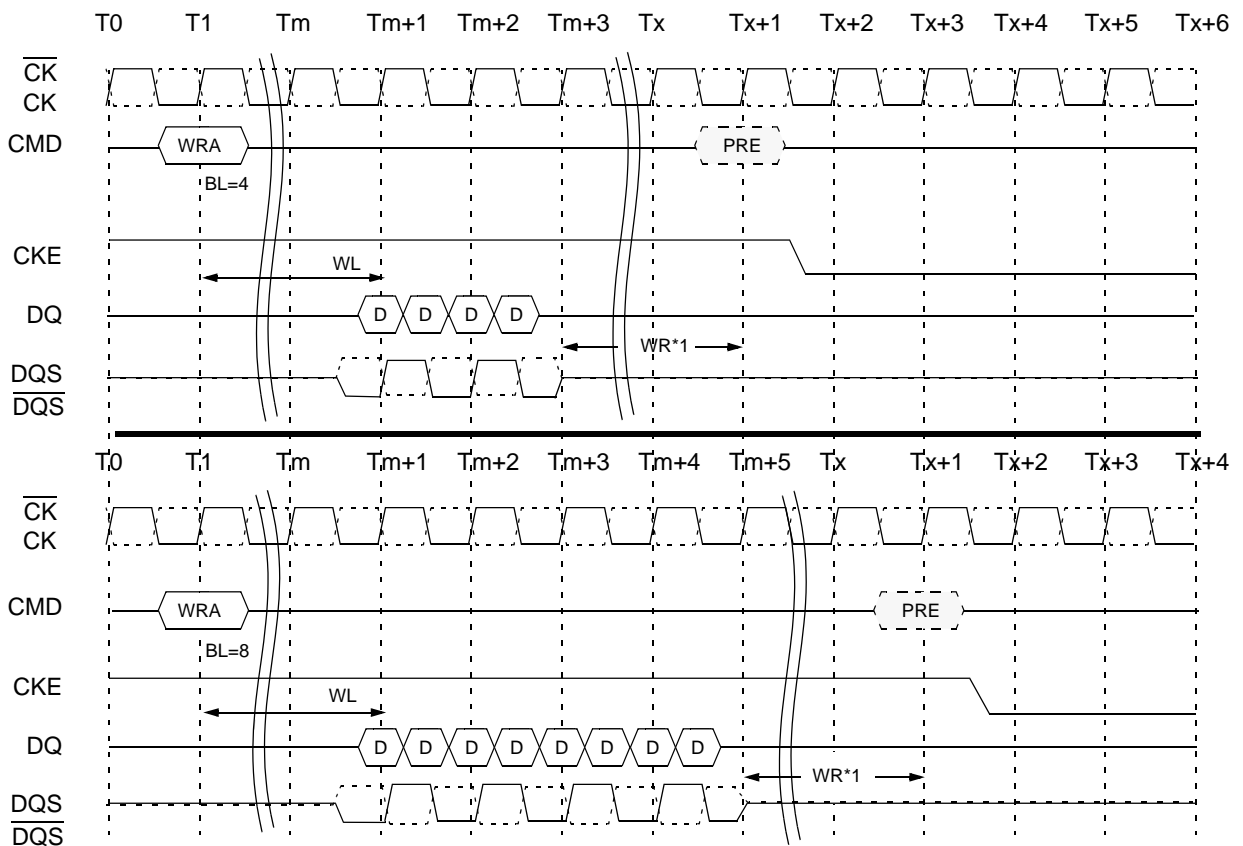 T0 T1 Tm Tm+1 Tm+2 Tm+3 Tx Tx+1 Tx+2 Tx+3 Tx+4 Tx+5 Tx+6
CK
CK
CMD WRA PRE
BL=4
CKE
WL
DQ D D D D
WR*1
DQS
DQS
T0 T1 Tm Tm+1 Tm+2 Tm+3 Tm+4 Tm+5 Tx Tx+1 Tx+2 Tx+3 Tx+4
CK
CK
CMD WRA PRE
BL=8
CKE
WL
DQ D D D D D D D D
WR*1
DQS
DQS